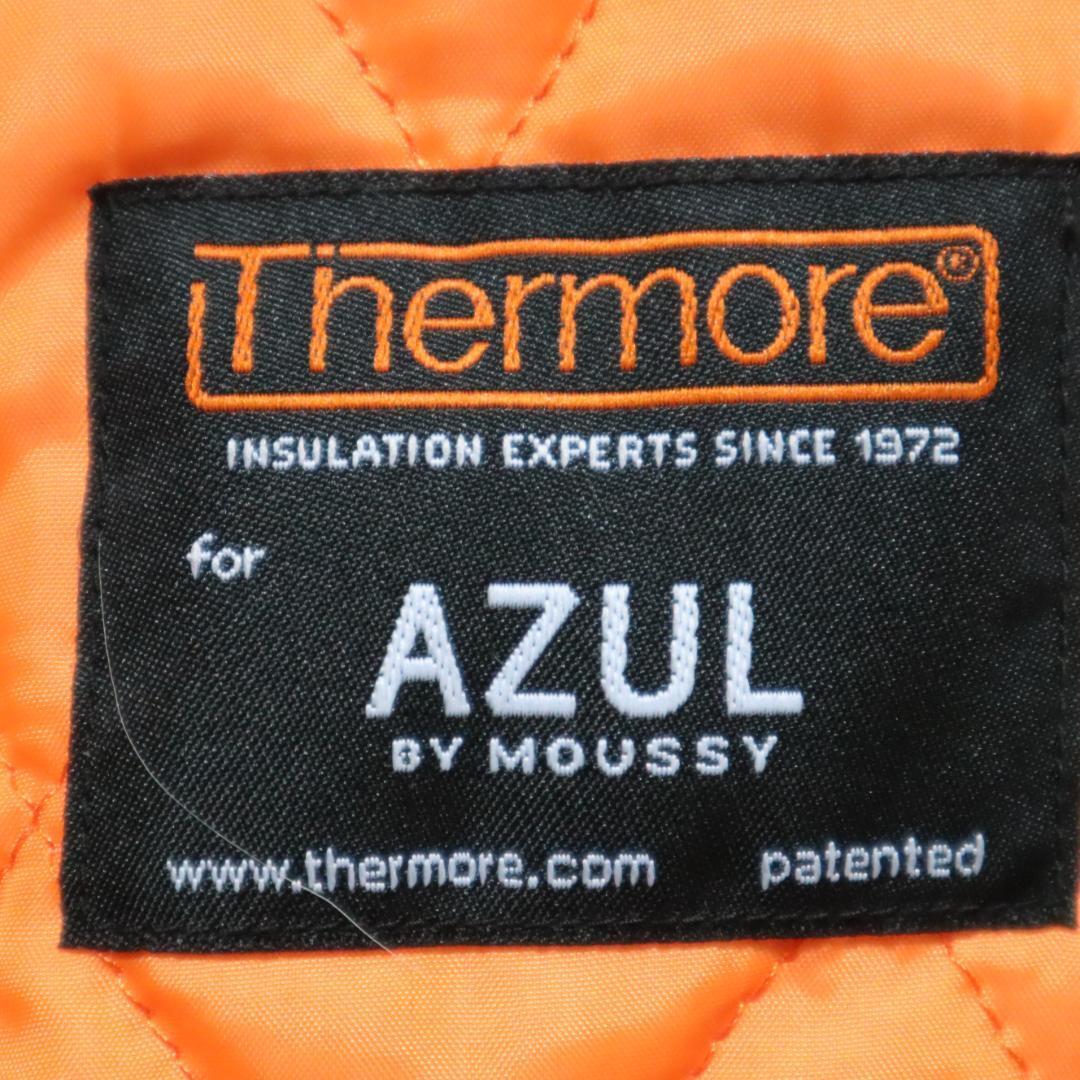 Thermore®
INSULATION EXPERTS SINCE 1972
for
AZUL
BY MOUSSY
www.thermore.com patented